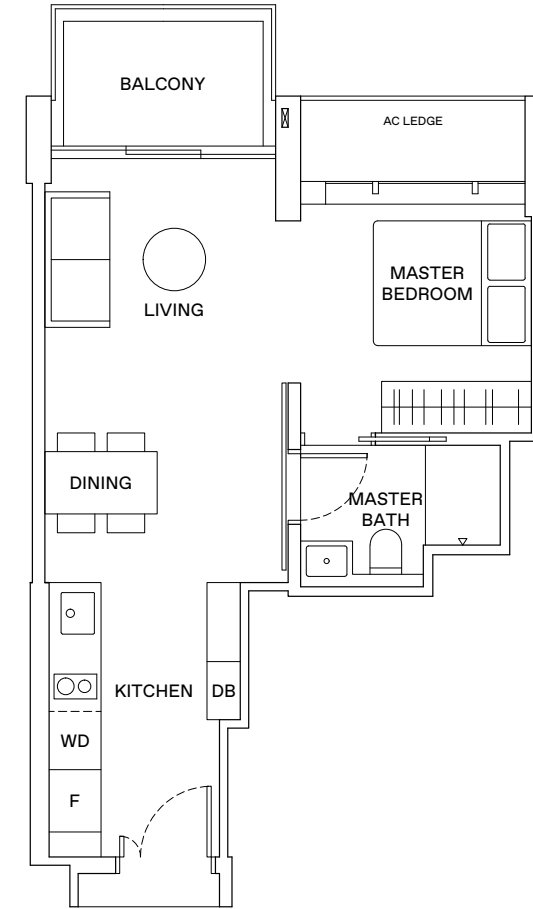 BALCONY
AC LEDGE
MASTER
BEDROOM
LIVING
DINING
MASTER
BATH
KITCHEN
DB
WD
F